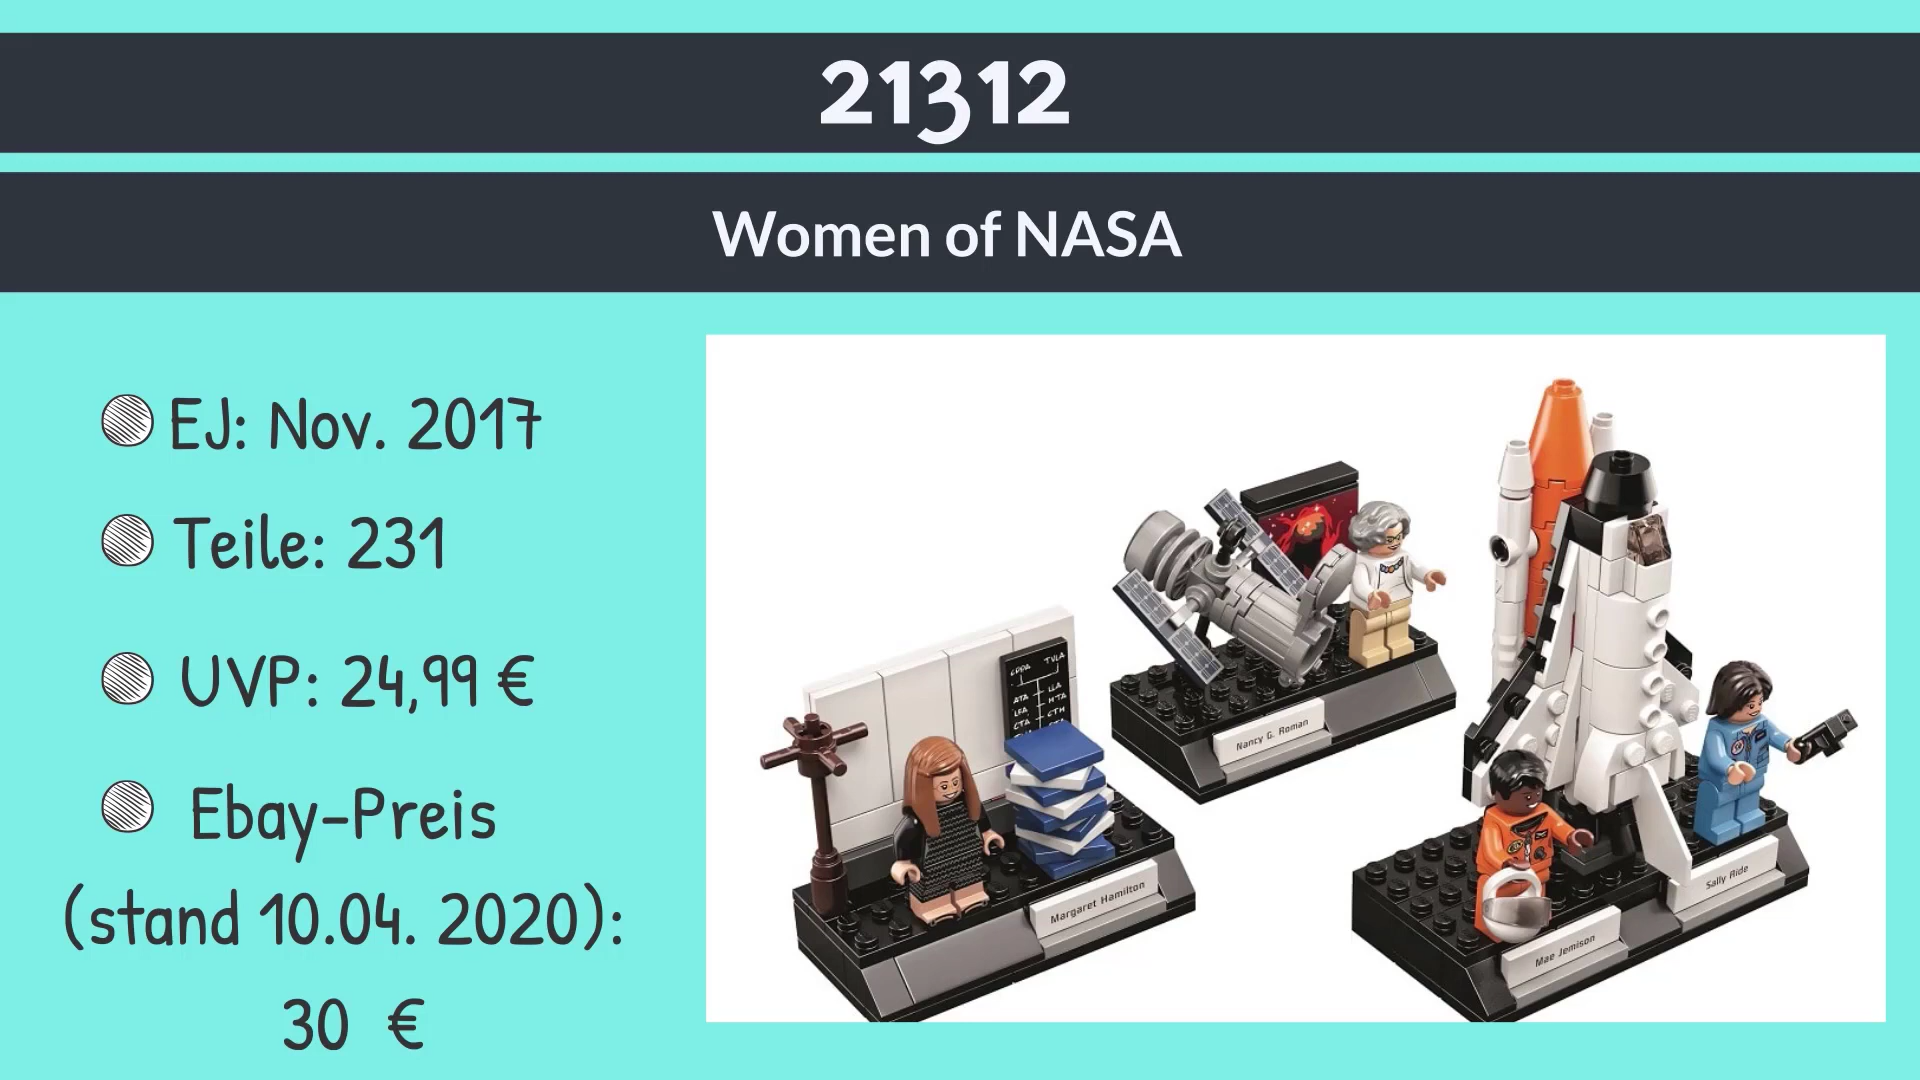 21312
Women of NASA
EJ: Nov. 2017
Teile: 231
UVP: 24,99 €
Ebay-Preis
(stand 10.04. 2020):
30 €
Nancy G. Roman
Margaret Hamilton
Sally Ride
Mae Jemison